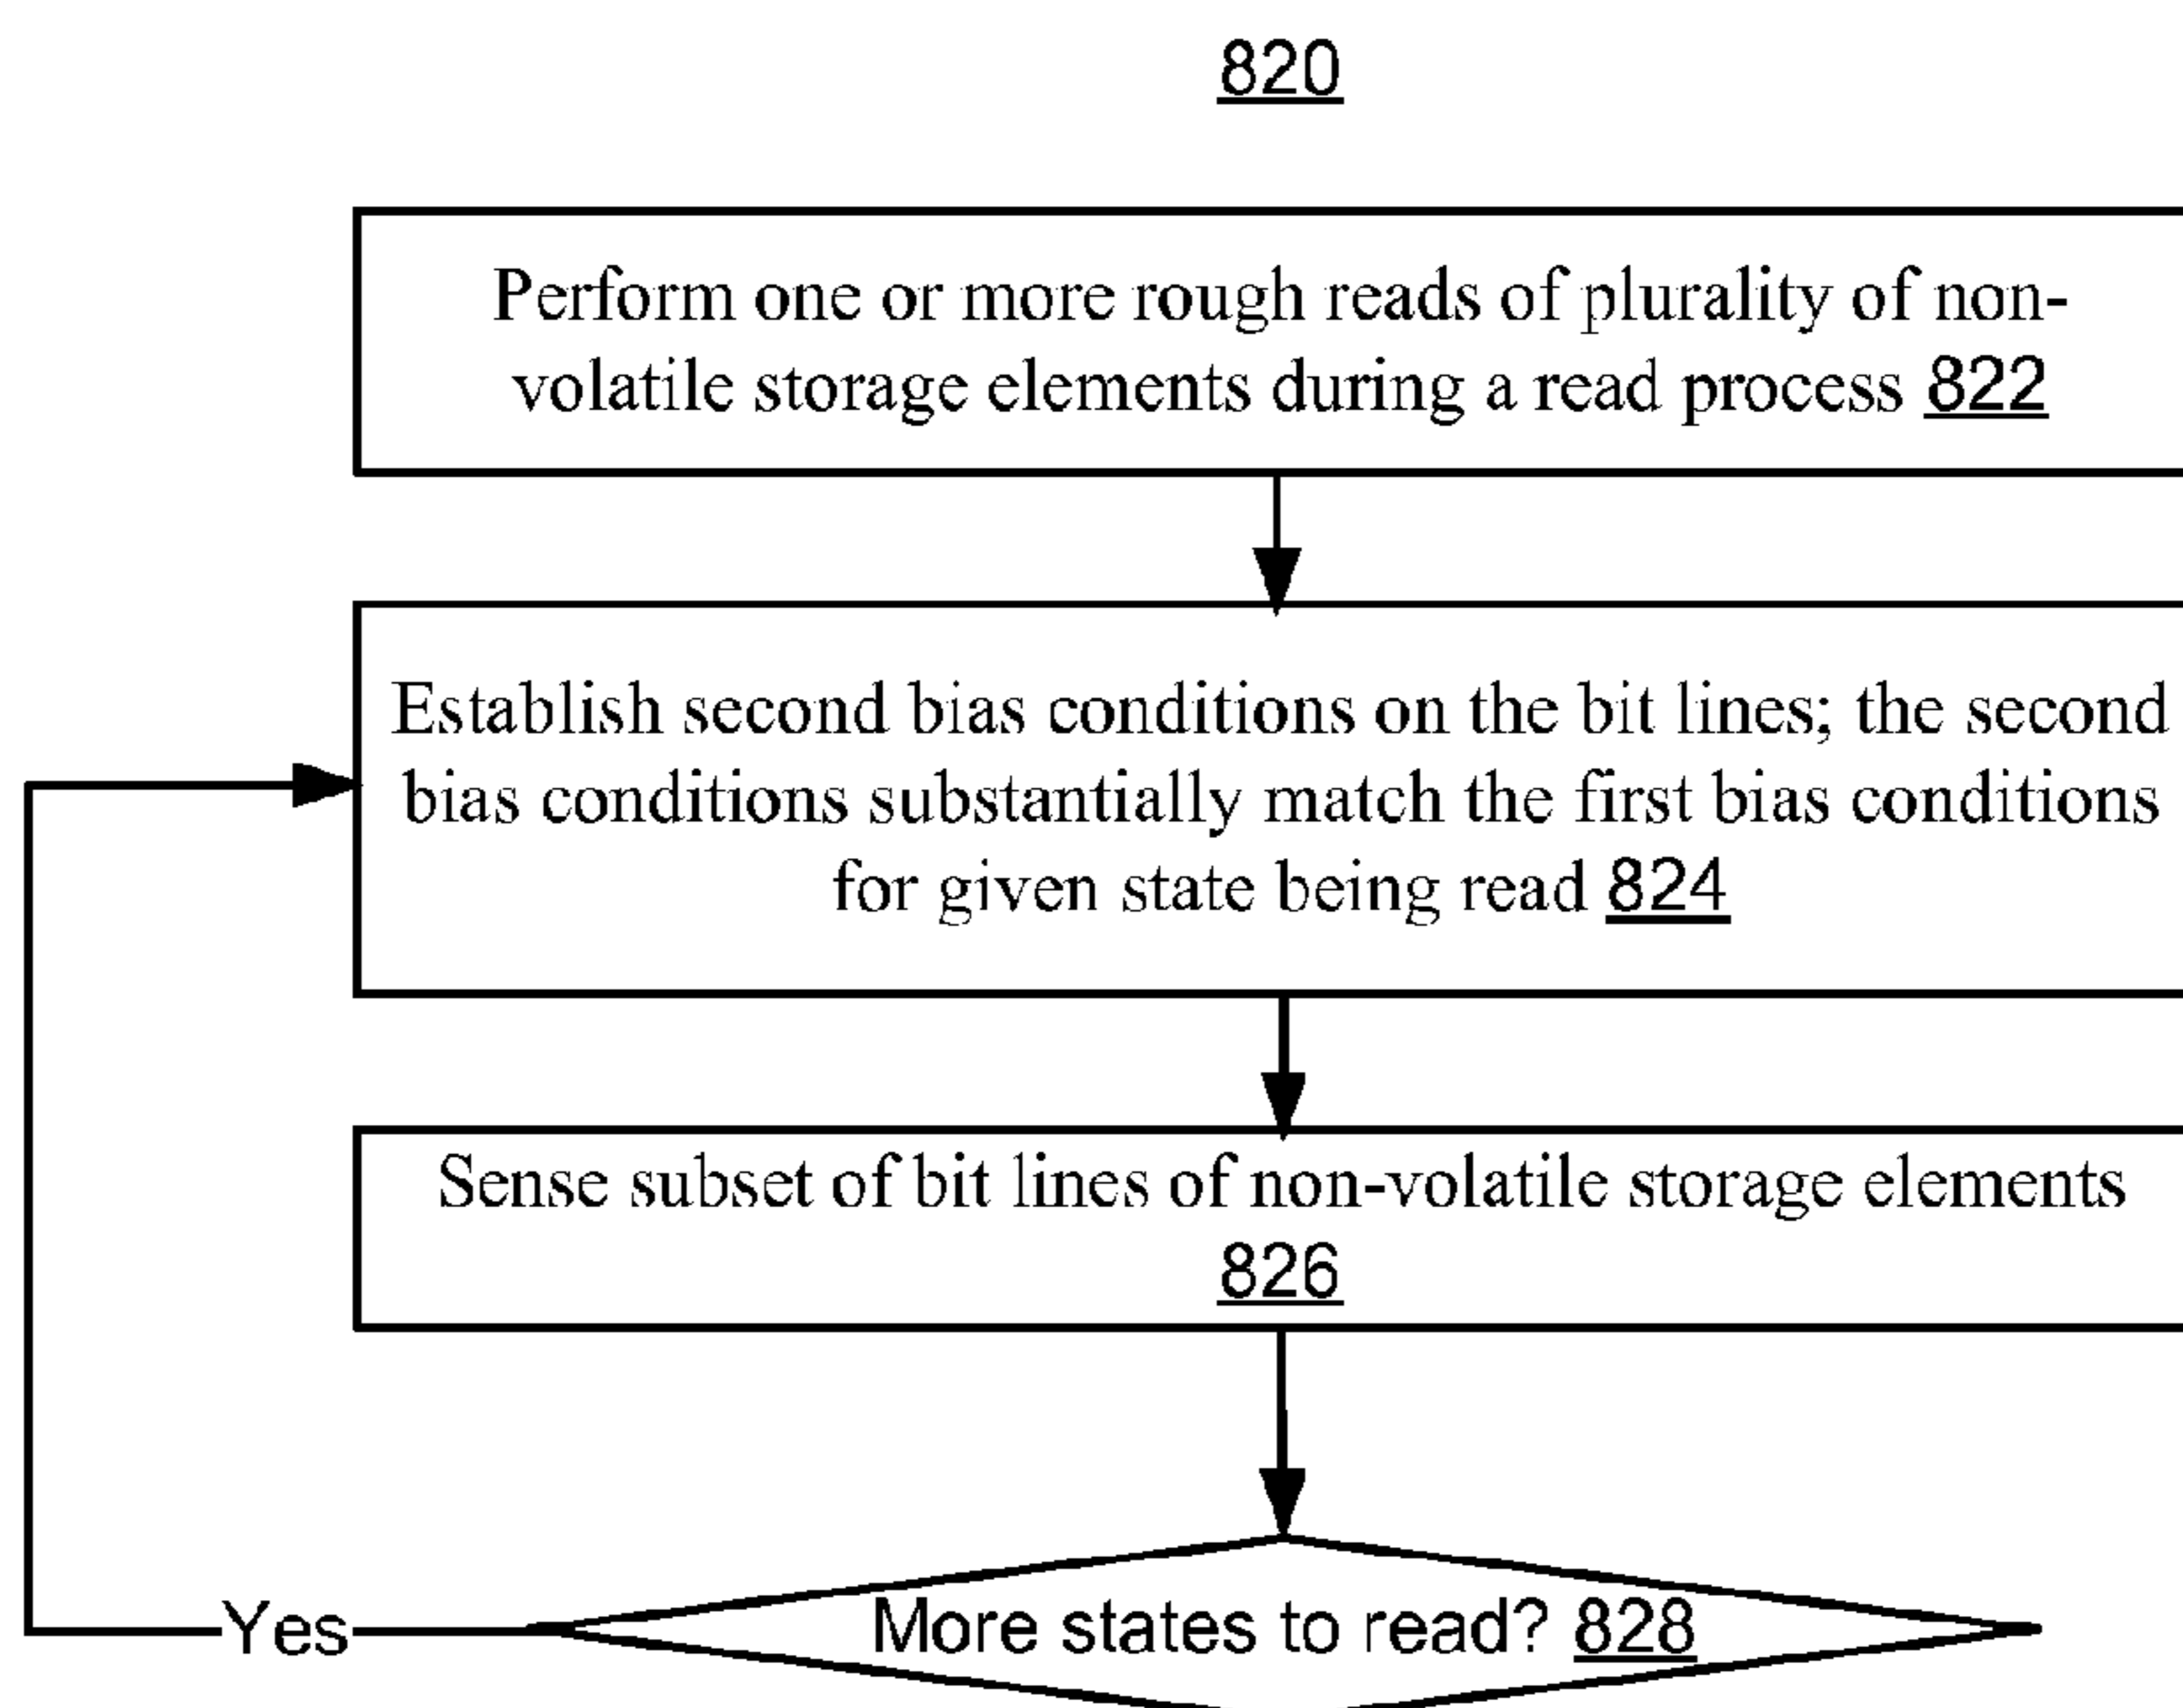 820
Perform one or more rough reads of plurality of non-
volatile storage elements during a read process 822
Establish second bias conditions on the bit lines; the second
bias conditions substantially match the first bias conditions
for given state being read 824
Sense subset of bit lines of non-volatile storage elements
826
Yes
More states to read? 828